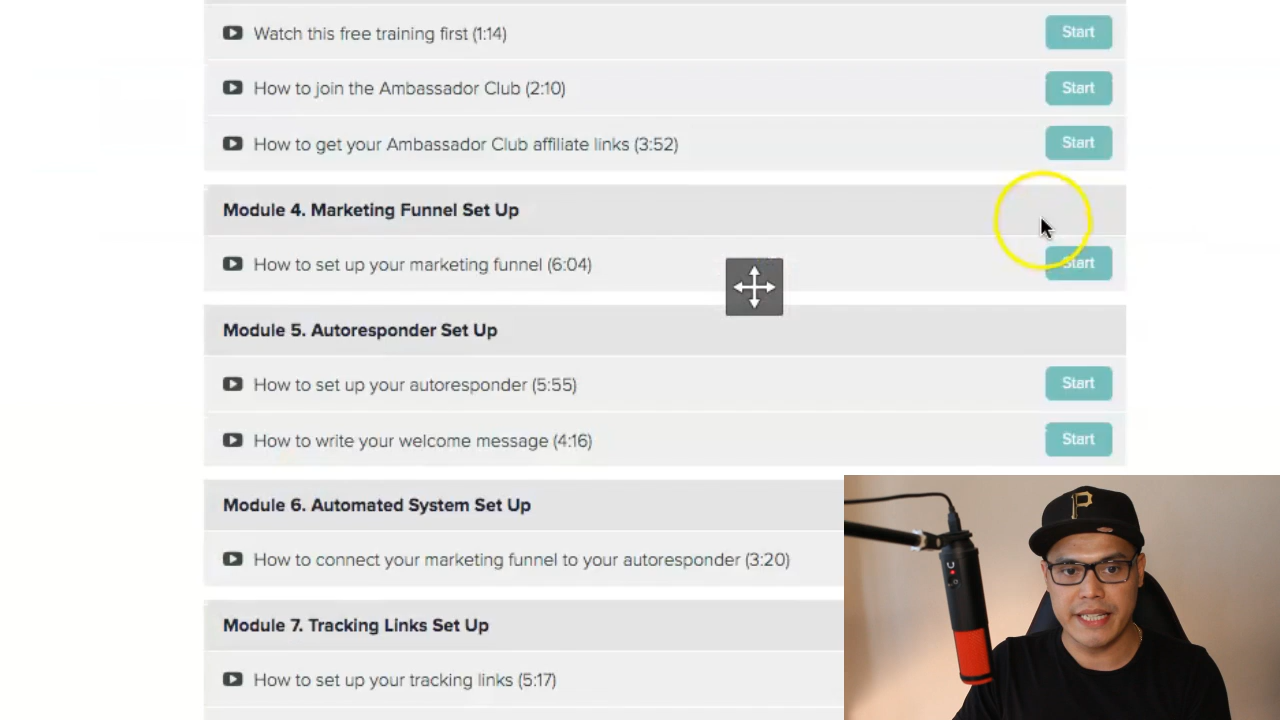 Watch this free training first (1:14)
Start
How to join the Ambassador Club (2:10)
Start
How to get your Ambassador Club affiliate links (3:52)
Start
Module 4. Marketing Funnel Set Up
How to set up your marketing funnel (6:04)
Start
Module 5. Autoresponder Set Up
How to set up your autoresponder (5:55)
Start
How to write your welcome message (4:16)
Start
Module 6. Automated System Set Up
How to connect your marketing funnel to your autoresponder (3:20)
Module 7. Tracking Links Set Up
How to set up your tracking links (5:17)
P